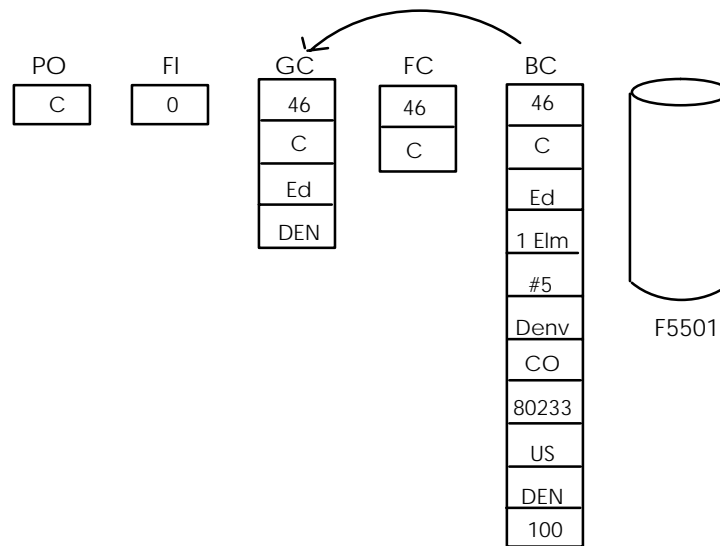 PO
C
FI
0
GC
46
C
Ed
DEN
FC
46
C
BC
46
C
Ed
1 Elm
#5
Denv
CO
80233
US
DEN
100
F5501